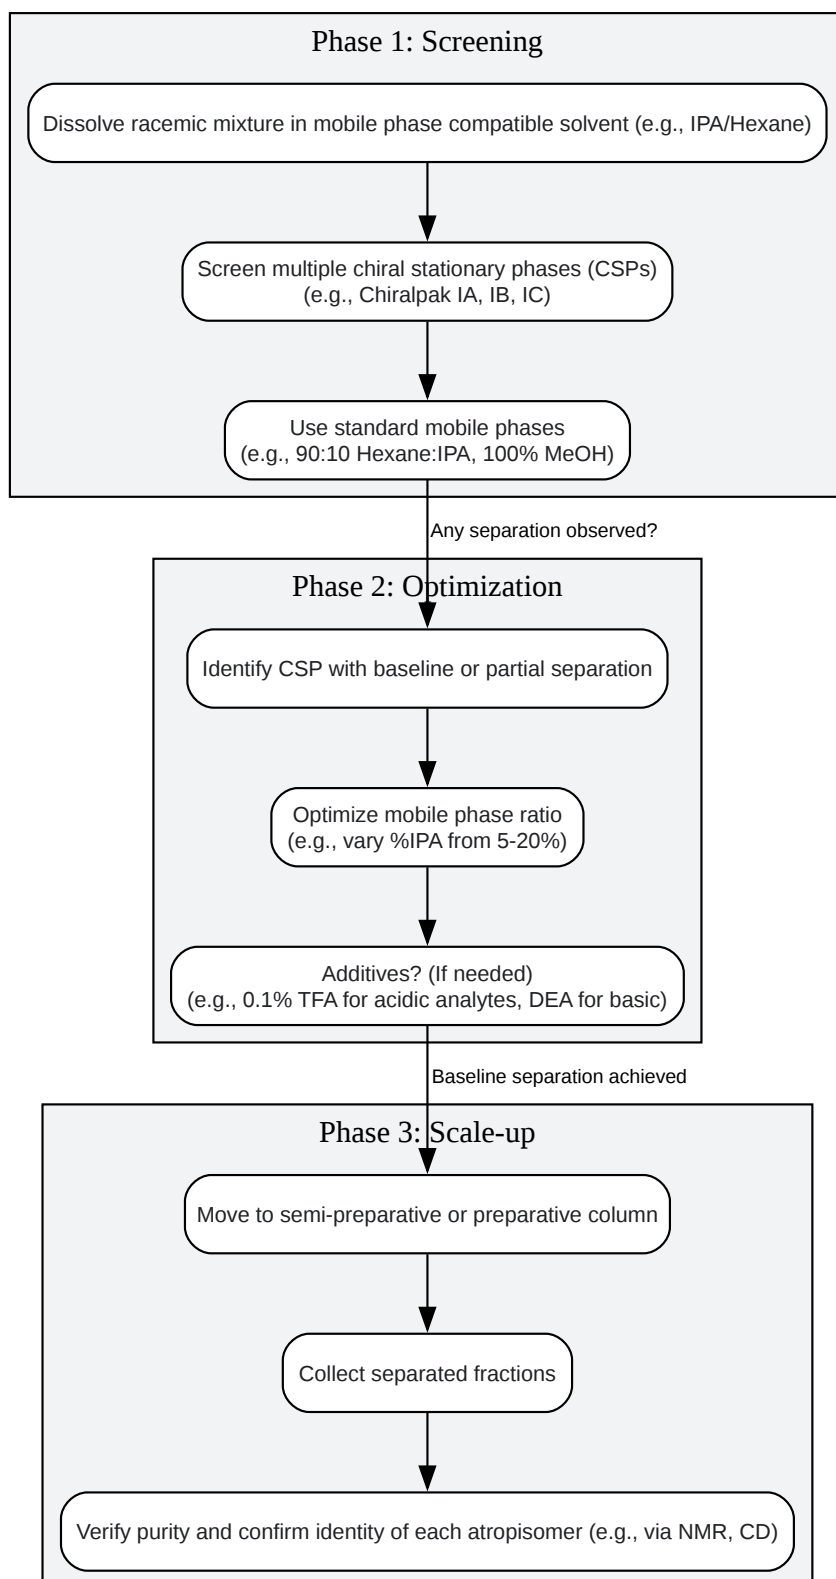 Phase 1: Screening
Dissolve racemic mixture in mobile phase compatible solvent (e.g., IPA/Hexane)
Screen multiple chiral stationary phases (CSPs)
(e.g., Chiralpak IA, IB, IC)
Use standard mobile phases
(e.g., 90:10 Hexane:IPA, 100% MeOH)
Any separation observed?
Phase 2: Optimization
Identify CSP with baseline or partial separation
Optimize mobile phase ratio
(e.g., vary %IPA from 5-20%)
Additives? (If needed)
(e.g., 0.1% TFA for acidic analytes, DEA for basic)
Baseline separation achieved
Phase 3: Scale-up
Move to semi-preparative or preparative column
Collect separated fractions
Verify purity and confirm identity of each atropisomer (e.g., via NMR, CD)